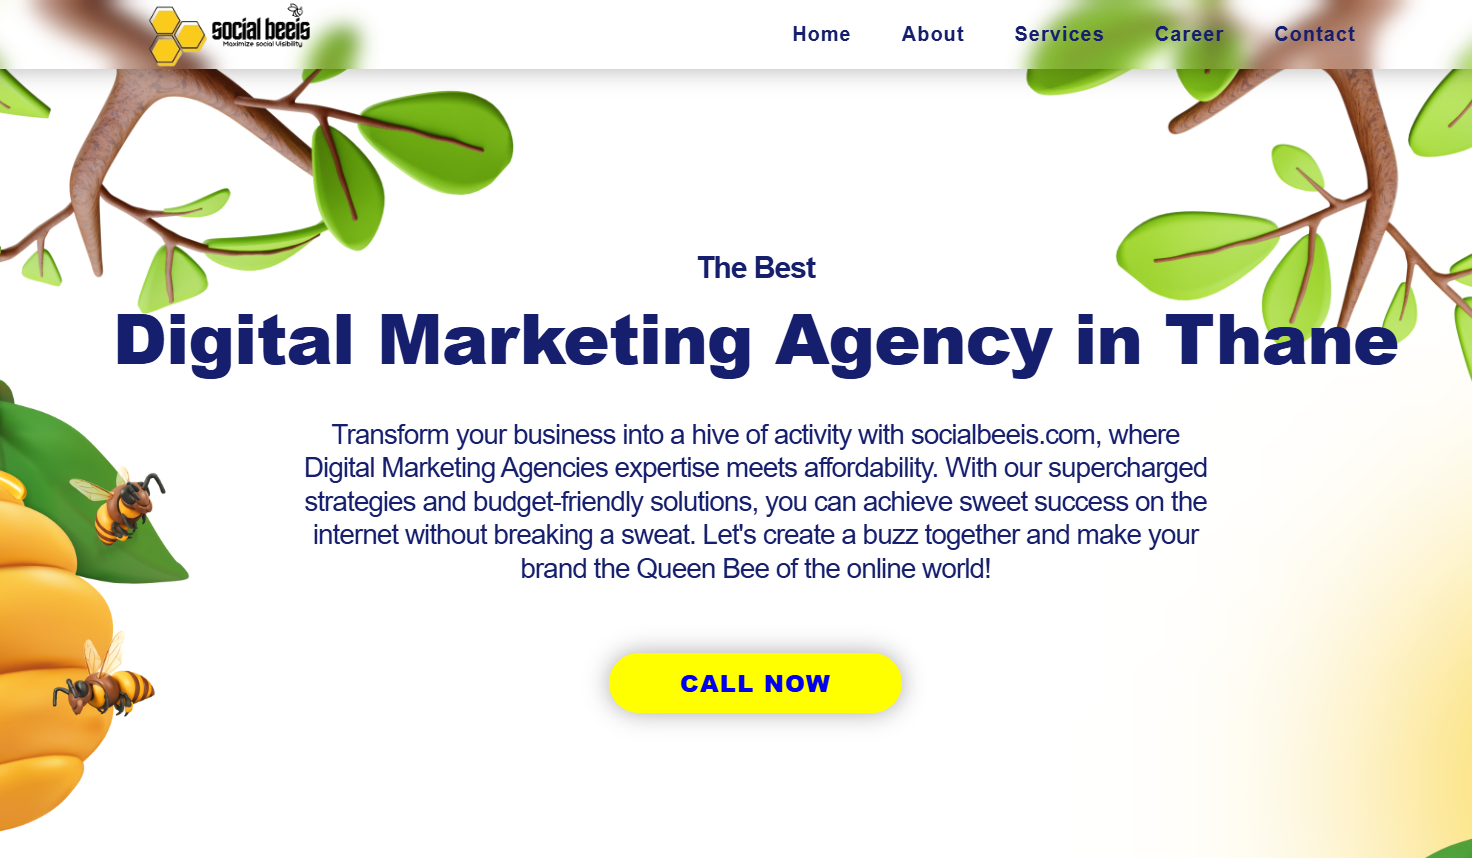 social beeis
Maximize social Visibility
Home About Services Career Contact
The Best
Digital Marketing Agency in Thane
Transform your business into a hive of activity with socialbeeis.com, where
Digital Marketing Agencies expertise meets affordability. With our supercharged
strategies and budget-friendly solutions, you can achieve sweet success on the
internet without breaking a sweat. Let's create a buzz together and make your
brand the Queen Bee of the online world!
CALL NOW